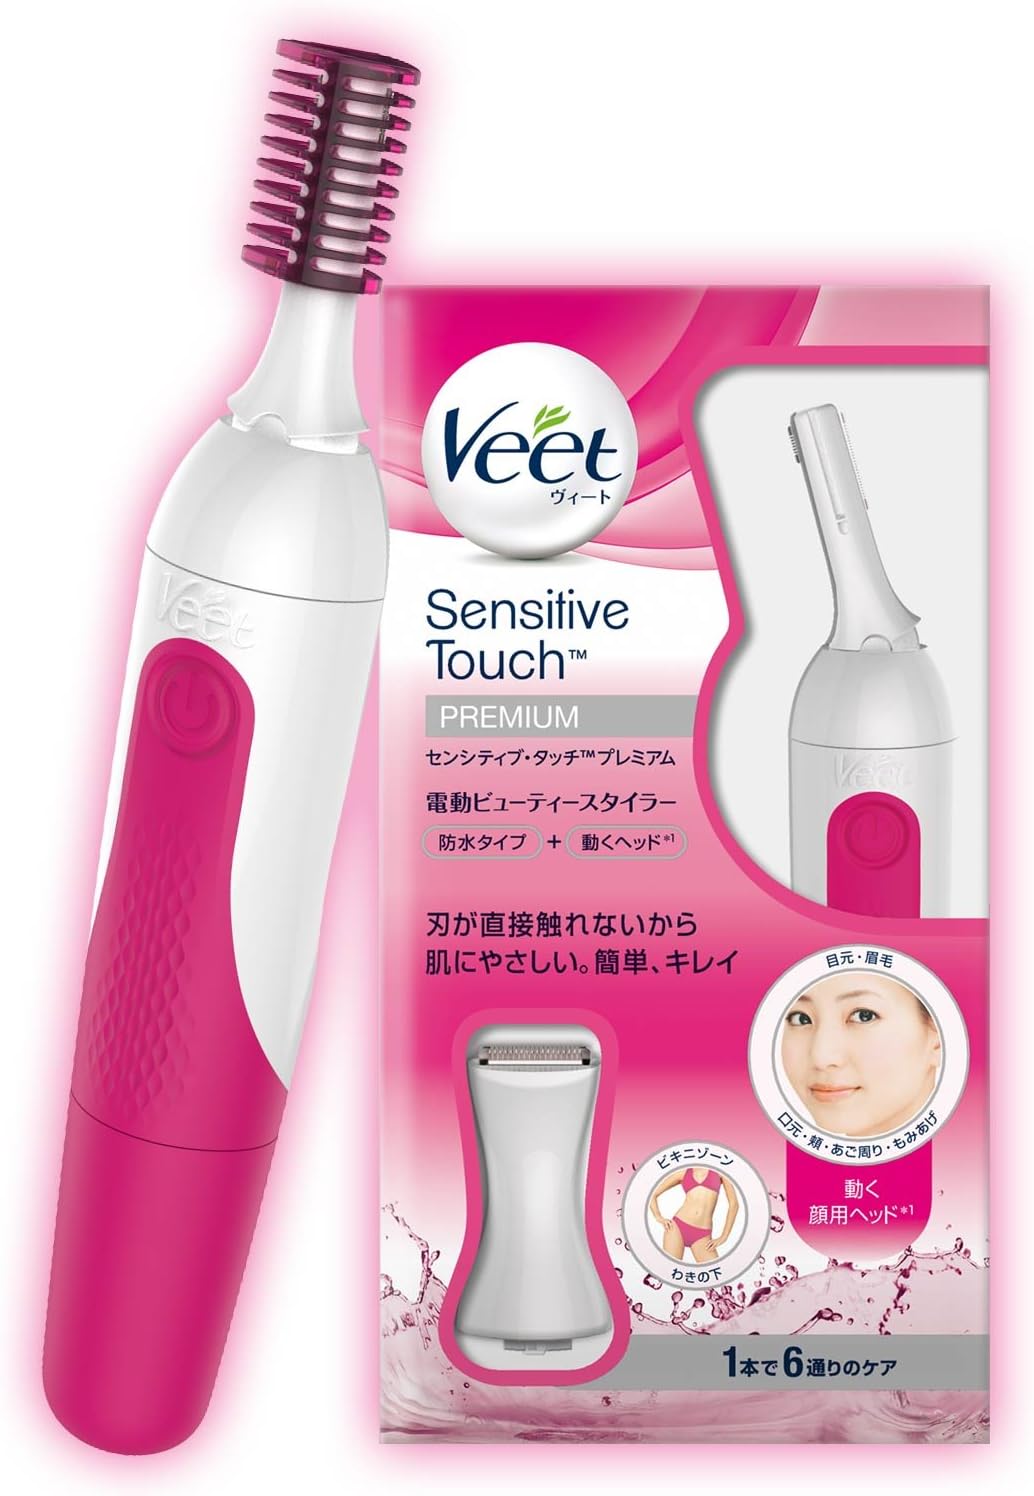 Veet
Veet
ヴィート
Sensitive
Touch™
PREMIUM
センシティブ・タッチ™プレミアム
電動ビューティースタイラー
防水タイプ + 動くヘッド*1
刃が直接触れないから
肌にやさしい。簡単、キレイ
Veet
目元・眉毛
口元・頬・あご周り・もみあげ
動く
顔用ヘッド*1
ビキニゾーン
わきの下
1本で6通りのケア